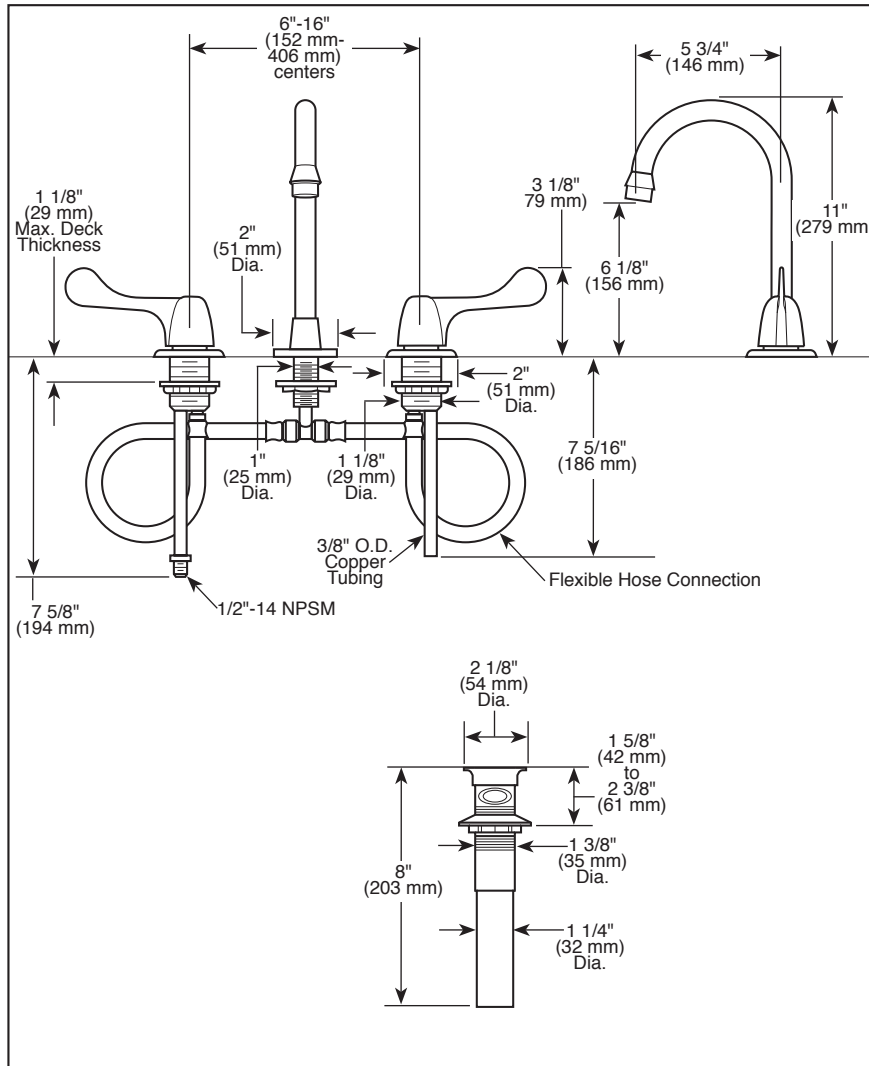 6"-16"
(152 mm-
406 mm)
centers
5 3/4"
(146 mm)
1 1/8"
(29 mm)
Max. Deck
Thickness
2"
(51 mm)
Dia.
3 1/8"
79 mm)
11"
(279 mm
6 1/8"
(156 mm)
2"
(51 mm)
Dia.
1"
(25 mm)
Dia.
1 1/8"
(29 mm)
Dia.
7 5/16"
(186 mm)
3/8" O.D.
Copper
Tubing
Flexible Hose Connection
1/2"-14 NPSM
7 5/8"
(194 mm)
2 1/8"
(54 mm)
Dia.
1 5/8"
(42 mm)
to
2 3/8"
(61 mm)
1 3/8"
(35 mm)
Dia.
8"
(203 mm)
1 1/4"
(32 mm)
Dia.